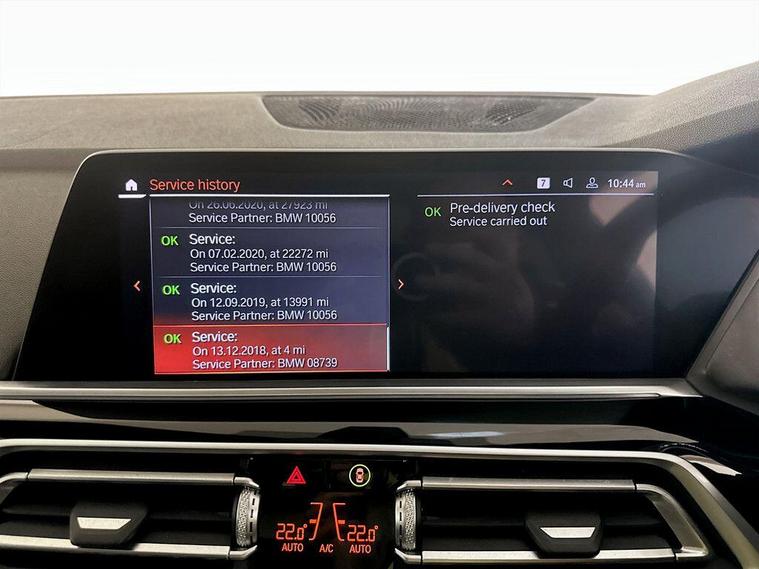 Service history
7
10:44 am
On 26.06.2020, at 27923 mi
Service Partner: BMW 10056
OK Service:
On 07.02.2020, at 22272 mi
Service Partner: BMW 10056
OK Service:
On 12.09.2019, at 13991 mi
Service Partner: BMW 10056
OK Service:
On 13.12.2018, at 4 mi
Service Partner: BMW 08739
OK Pre-delivery check
Service carried out
22.0° 22.0°
AUTO A/C AUTO